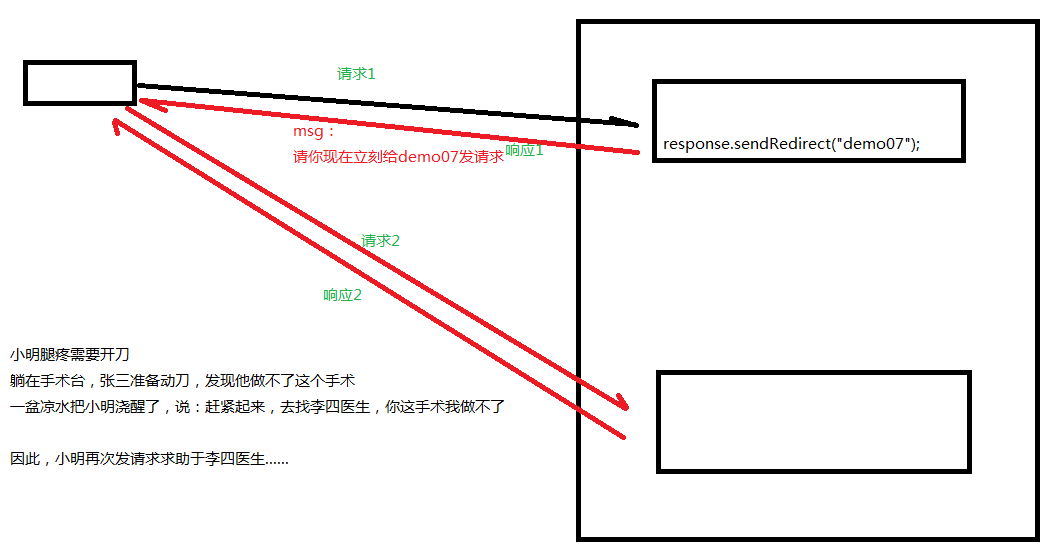 请求1
msg：
请你现在立刻给demo07发请求
响应1
response.sendRedirect("demo07");
请求2
响应2
小明腿疼需要开刀
躺在手术台，张三准备动刀，发现他做不了这个手术
一盆凉水把小明浇醒了，说：赶紧起来，去找李四医生，你这手术我做不了
因此，小明再次发请求求助于李四医生......